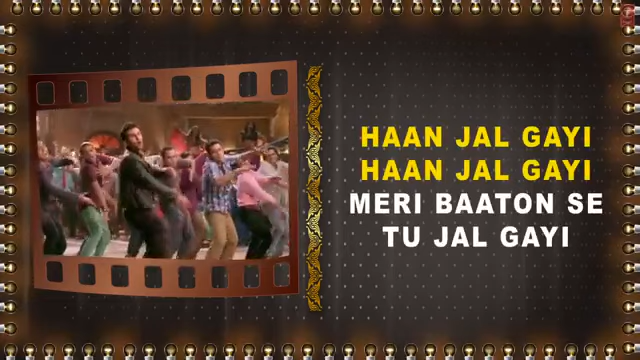 HAAN JAL GAYI
HAAN JAL GAYI
MERI BAATON SE
TU JAL GAYI